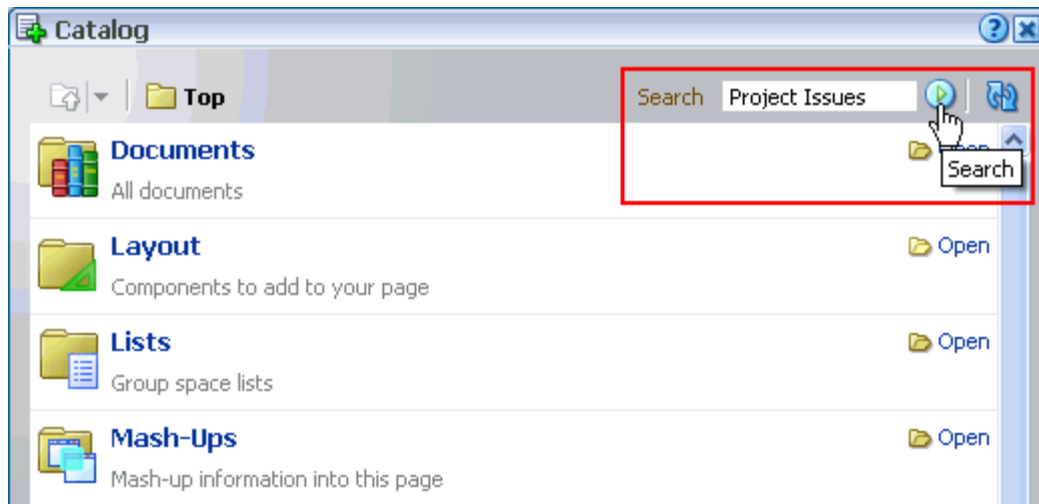 Catalog
Top
Search Project Issues
Documents
All documents
Search
Layout
Open
Components to add to your page
Lists
Open
Group space lists
Mash-Ups
Open
Mash-up information into this page